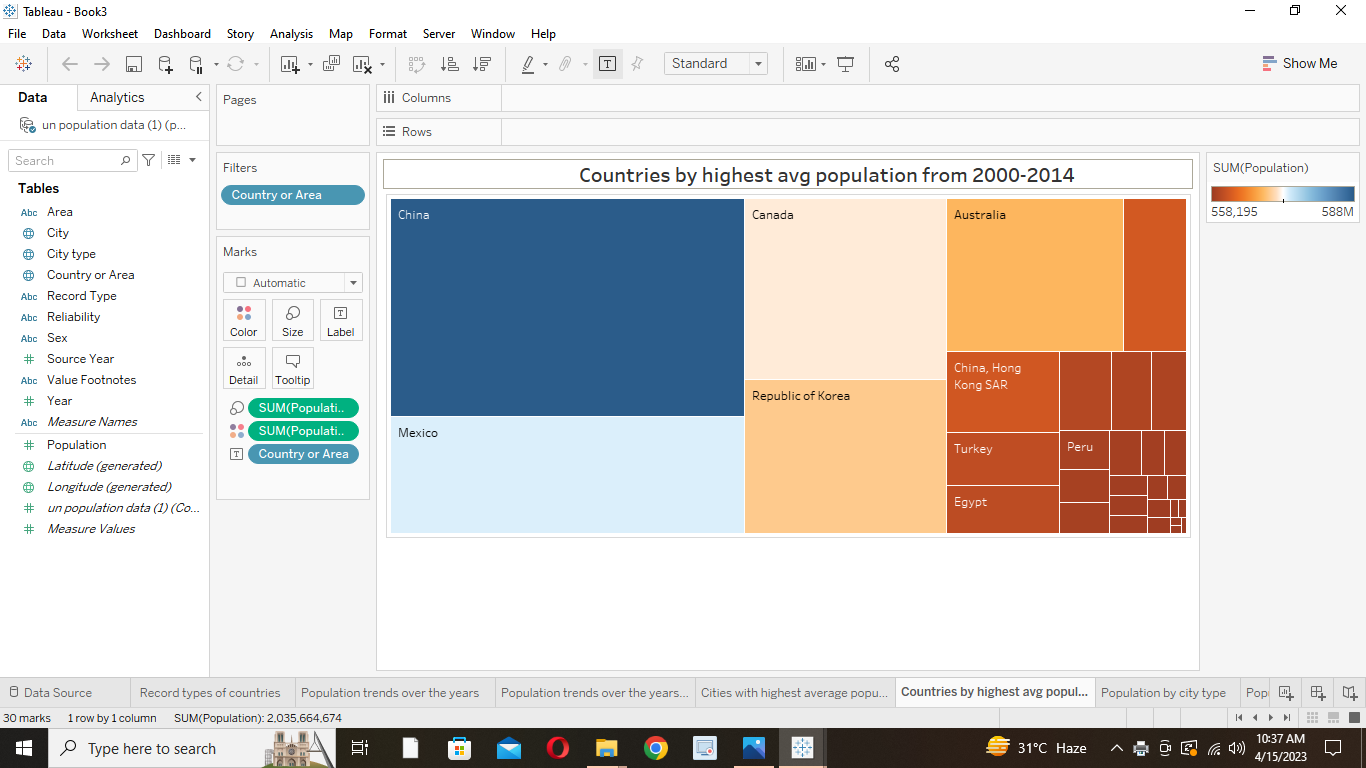 Tableau - Book3
File Data Worksheet Dashboard Story Analysis Map Format Server Window Help
Standard
Show Me
Data Analytics
un population data (1) (p...
Search
Tables
Abc Area
City
City type
Country or Area
Abc Record Type
Abc Reliability
Abc Sex
Source Year
Abc Value Footnotes
Year
Abc Measure Names
Population
Latitude (generated)
Longitude (generated)
un population data (1) (Co...
Measure Values
Pages
Filters
Country or Area
Marks
Automatic
Color Size Label
Detail Tooltip
SUM(Populati..
SUM(Populati..
Country or Area
Columns
Rows
Countries by highest avg population from 2000-2014
China
Canada
Australia
Mexico
Republic of Korea
China, Hong
Kong SAR
Turkey
Egypt
Peru
SUM(Population)
558,195 588M
Data Source Record types of countries Population trends over the years Population trends over the years... Cities with highest average popu... Countries by highest avg popul... Population by city type Pop
30 marks 1 row by 1 column SUM(Population): 2,035,664,674
Type here to search
31°C Haze
10:37 AM
4/15/2023